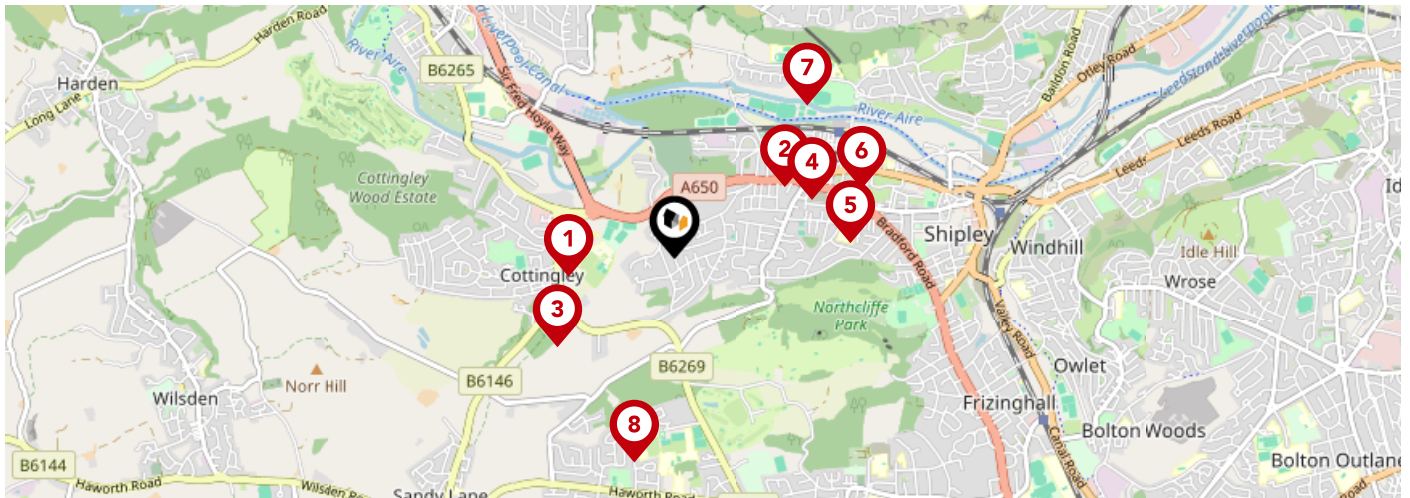 Harden Road
River Aire
d Liverpool Canal
B6265
Harden
Long Lane
Sir Fred Hoyle Way
7
River Aire
Baildon Road
Otley Road
Leeds and Liverpool
Leeds Road
Leeds
2
4
6
A650
5
Cottingley
Wood Estate
1
Cottingley
3
Bradford Road
Shipley
Windhill
Idle Hill
Id
Wrose
Northcliffe
Park
Valley Road
Owlet
B6269
B6146
Norr Hill
Wilsden
8
Frizinghall
Bolton Woods
Canal Road
Bolton Outlane
B6144
Haworth Road
Wilsden Ro
Sandy Lane
Haworth Road